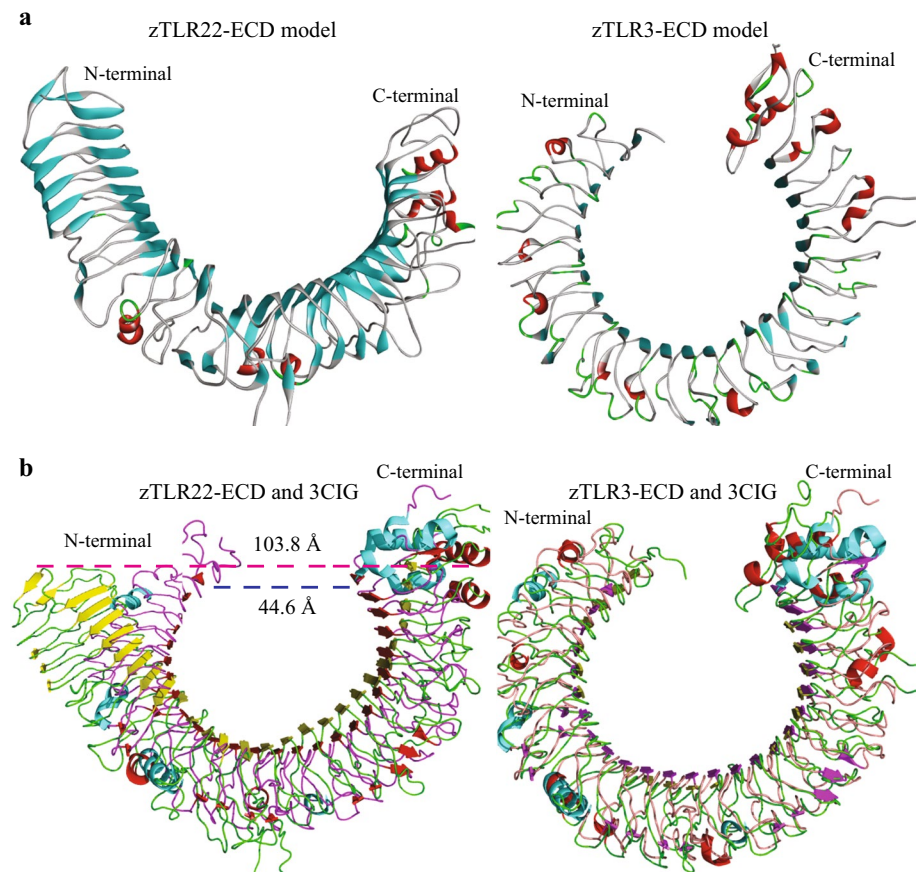 a
zTLR22-ECD model
zTLR3-ECD model
N-terminal
C-terminal
N-terminal
C-terminal
b
zTLR22-ECD and 3CIG
C-terminal
zTLR3-ECD and 3CIG
C-terminal
N-terminal
103.8 Å
44.6 Å
N-terminal